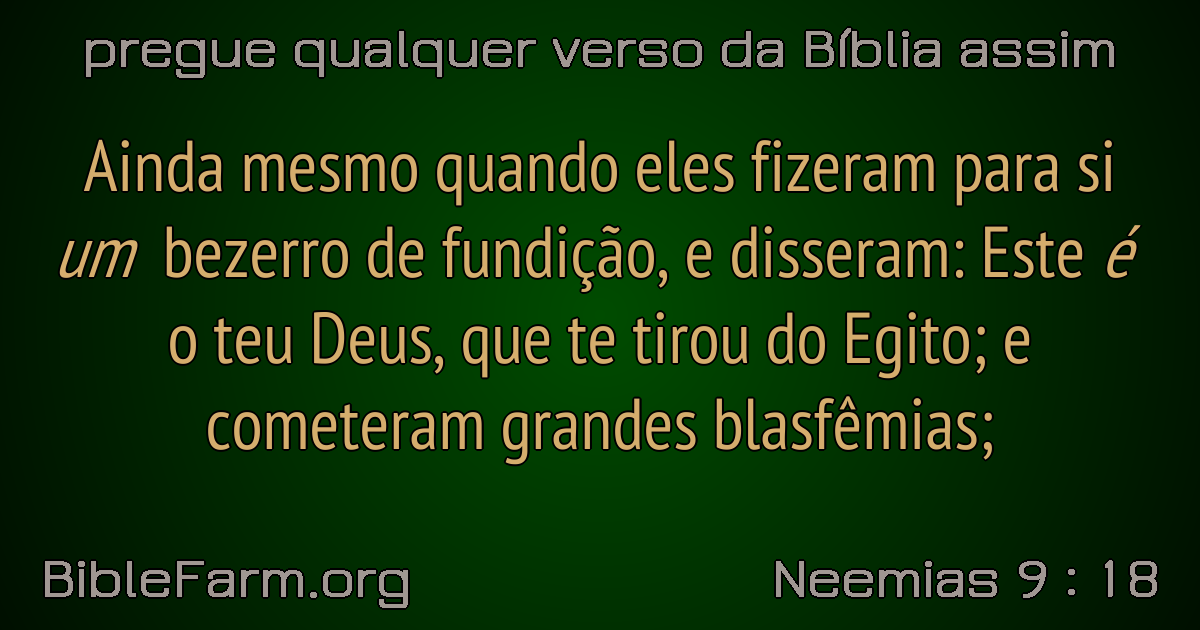 pregue qualquer verso da Bíblia assim
Ainda mesmo quando eles fizeram para si
um bezerro de fundição, e disseram: Este é
o teu Deus, que te tirou do Egito; e
cometeram grandes blasfêmias;
BibleFarm.org
Neemias 9 : 18